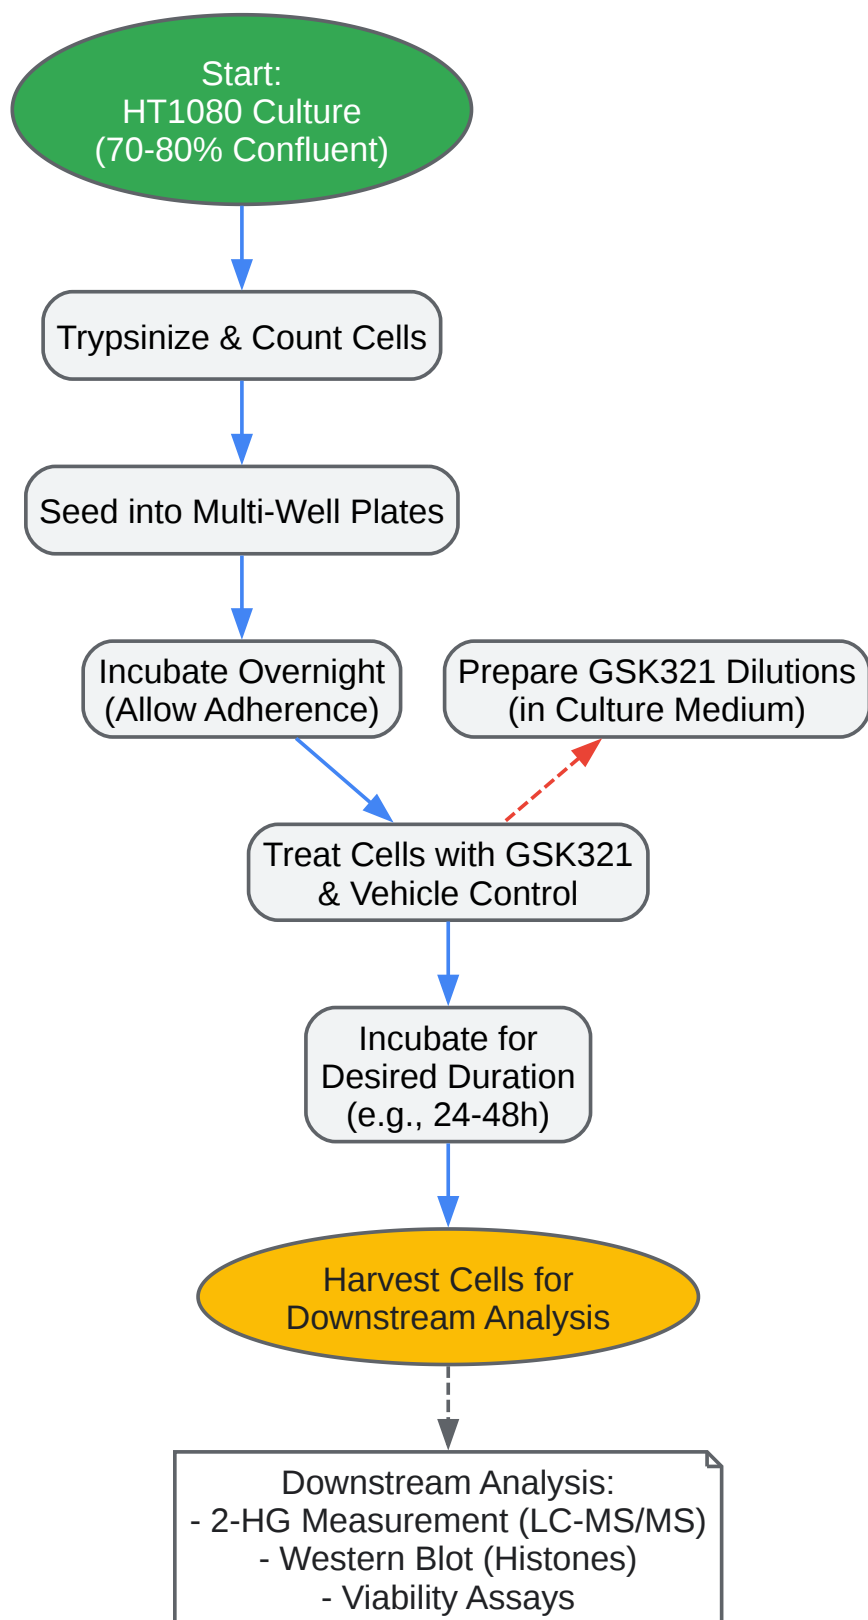 Start:
HT1080 Culture
(70-80% Confluent)
Trypsinize & Count Cells
Seed into Multi-Well Plates
Incubate Overnight
(Allow Adherence)
Prepare GSK321 Dilutions
(in Culture Medium)
Treat Cells with GSK321
& Vehicle Control
Incubate for
Desired Duration
(e.g., 24-48h)
Harvest Cells for
Downstream Analysis
Downstream Analysis:
- 2-HG Measurement (LC-MS/MS)
- Western Blot (Histones)
- Viability Assays